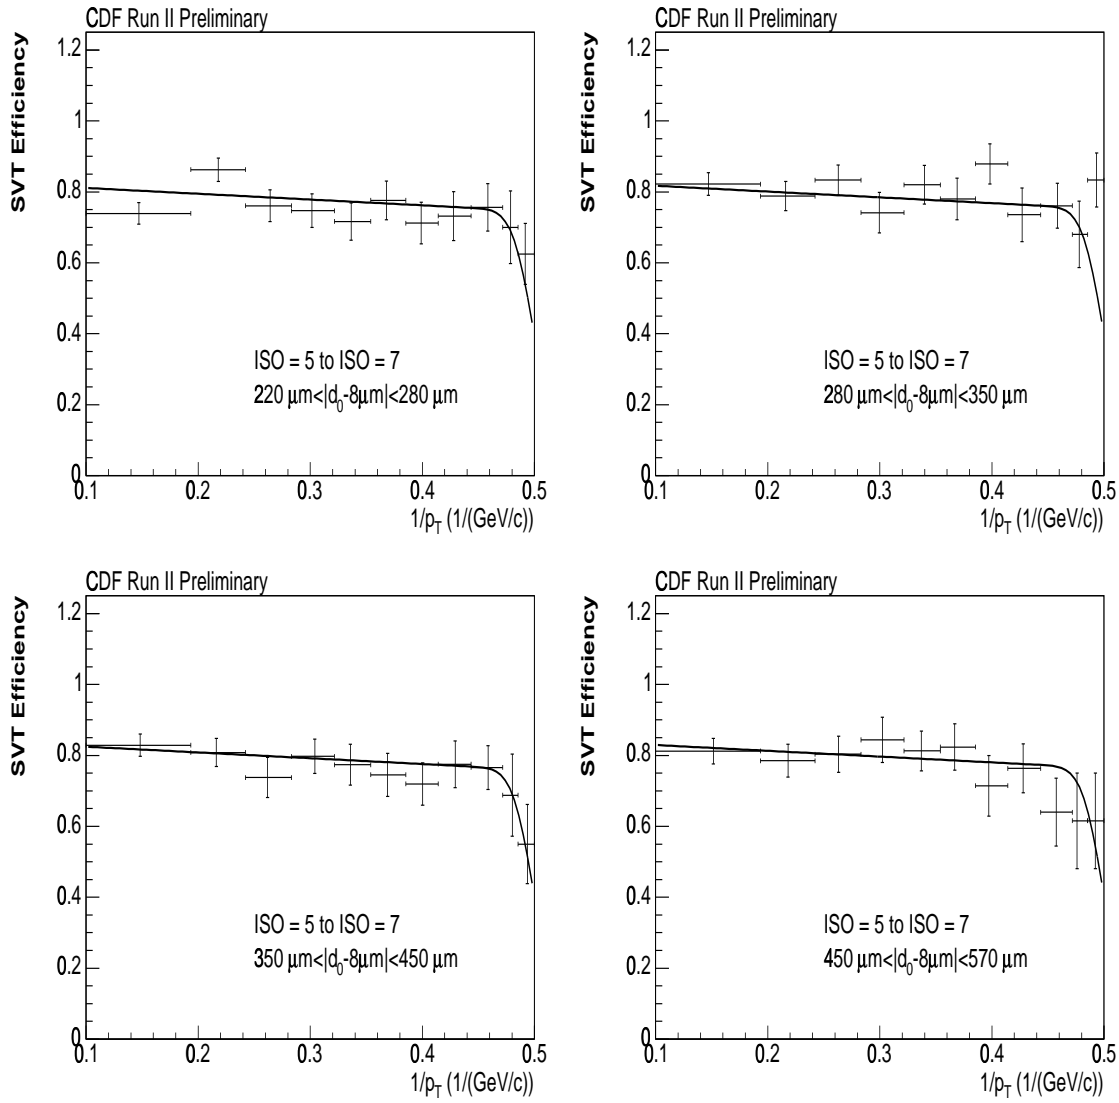 CDF Run II Preliminary
SVT Efficiency
1.2
1
0.8
0.6
0.4
0.2
0
0.1 0.2 0.3 0.4 0.5
1/p_T (1/(GeV/c))
ISO = 5 to ISO = 7
220 μm<|d_0-8μm|<280 μm
CDF Run II Preliminary
SVT Efficiency
1.2
1
0.8
0.6
0.4
0.2
0
0.1 0.2 0.3 0.4 0.5
1/p_T (1/(GeV/c))
ISO = 5 to ISO = 7
280 μm<|d_0-8μm|<350 μm
CDF Run II Preliminary
SVT Efficiency
1.2
1
0.8
0.6
0.4
0.2
0
0.1 0.2 0.3 0.4 0.5
1/p_T (1/(GeV/c))
ISO = 5 to ISO = 7
350 μm<|d_0-8μm|<450 μm
CDF Run II Preliminary
SVT Efficiency
1.2
1
0.8
0.6
0.4
0.2
0
0.1 0.2 0.3 0.4 0.5
1/p_T (1/(GeV/c))
ISO = 5 to ISO = 7
450 μm<|d_0-8μm|<570 μm